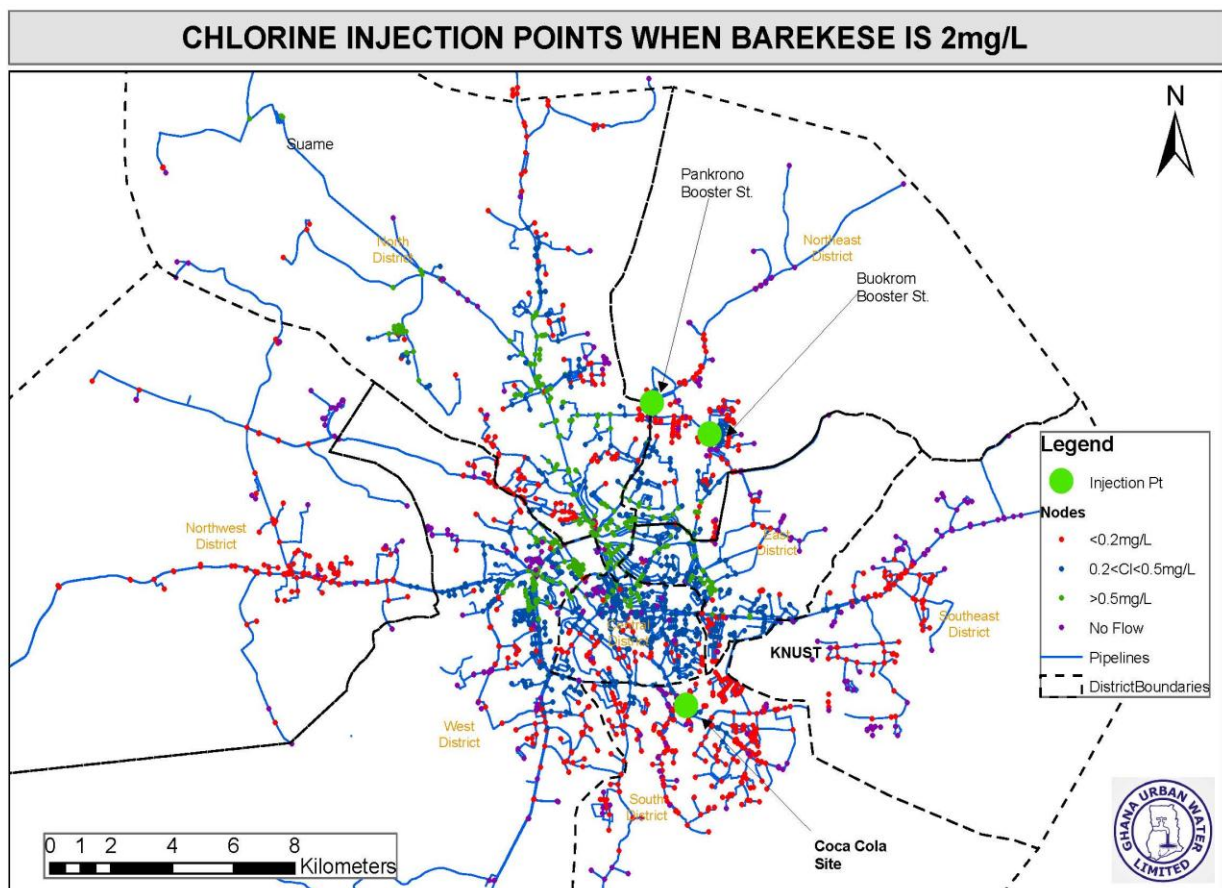 CHLORINE INJECTION POINTS WHEN BAREKESE IS 2mg/L
N
Suame
Pankrono
Booster St.
North
District
Northeast
District
Buokrom
Booster St.
Legend
Injection Pt
Nodes
<0.2mg/L
0.2<Cl<0.5mg/L
>0.5mg/L
No Flow
Pipelines
DistrictBoundaries
Northwest
District
East
District
Central
District
Southeast
District
KNUST
West
District
South
District
Coca Cola
Site
0 1 2 4 6 8
Kilometers
GHANA URBAN WATER
LIMITED